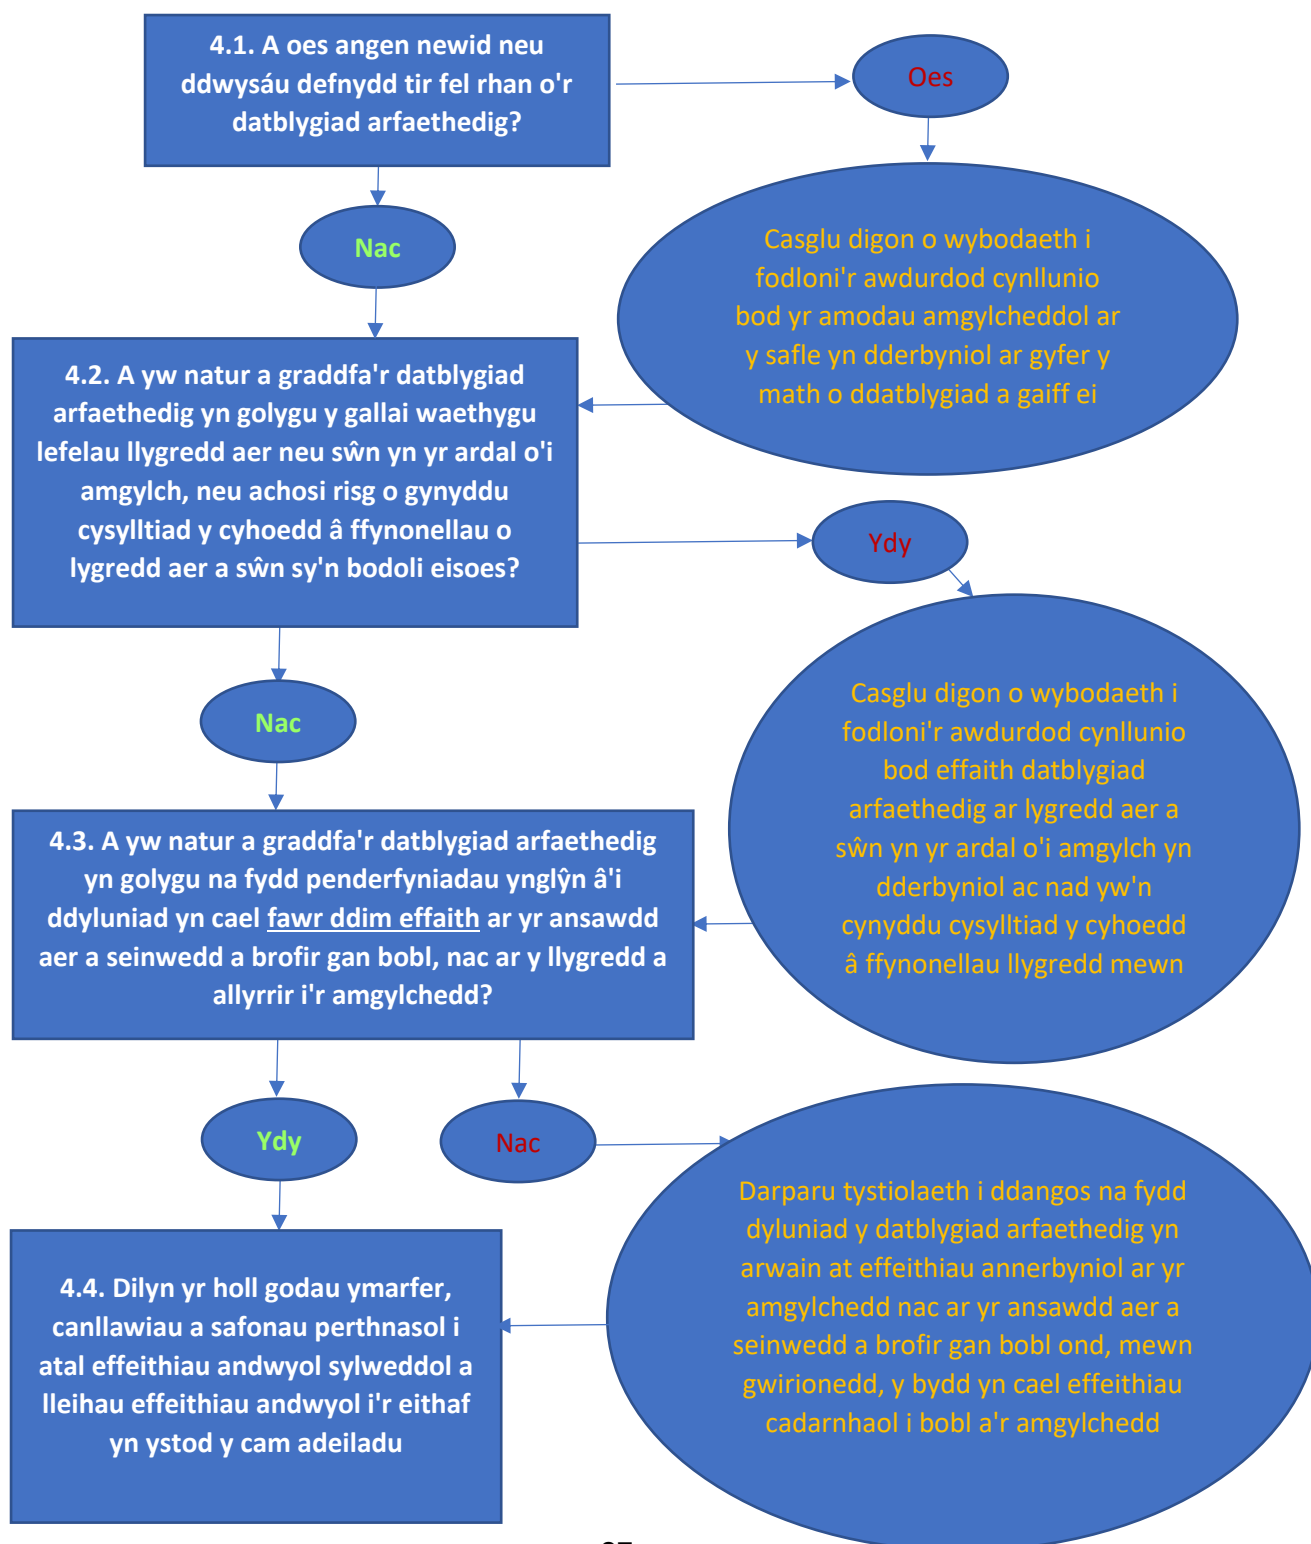 4.1. A oes angen newid neu
ddwysáu defnydd tir fel rhan o'r
datblygiad arfaethedig?
Oes
Nac
Casglu digon o wybodaeth i
fodloni'r awdurdod cynllunio
bod yr amodau amgylcheddol ar
y safle yn dderbyniol ar gyfer y
math o ddatblygiad a gaiff ei
4.2. A yw natur a graddfa'r datblygiad
arfaethedig yn golygu y gallai waethygu
lefelau llygredd aer neu sŵn yn yr ardal o'i
amgylch, neu achosi risg o gynyddu
cysylltiad y cyhoedd â ffynonellau o
lygredd aer a sŵn sy'n bodoli eisoes?
Ydy
Nac
Casglu digon o wybodaeth i
fodloni'r awdurdod cynllunio
bod effaith datblygiad
arfaethedig ar lygredd aer a
sŵn yn yr ardal o'i amgylch yn
dderbyniol ac nad yw'n
cynyddu cysylltiad y cyhoedd
â ffynonellau llygredd mewn
4.3. A yw natur a graddfa'r datblygiad arfaethedig
yn golygu na fydd penderfyniadau ynglŷn â'i
ddyluniad yn cael fawr ddim effaith ar yr ansawdd
aer a seinwedd a brofir gan bobl, nac ar y llygredd a
allyrrir i'r amgylchedd?
Ydy
Nac
Darparu tystiolaeth i ddangos na fydd
dyluniad y datblygiad arfaethedig yn
arwain at effeithiau annerbyniol ar yr
amgylchedd nac ar yr ansawdd aer a
seinwedd a brofir gan bobl ond, mewn
gwirionedd, y bydd yn cael effeithiau
cadarnhaol i bobl a'r amgylchedd
4.4. Dilyn yr holl godau ymarfer,
canllawiau a safonau perthnasol i
atal effeithiau andwyol sylweddol a
lleihau effeithiau andwyol i'r eithaf
yn ystod y cam adeiladu